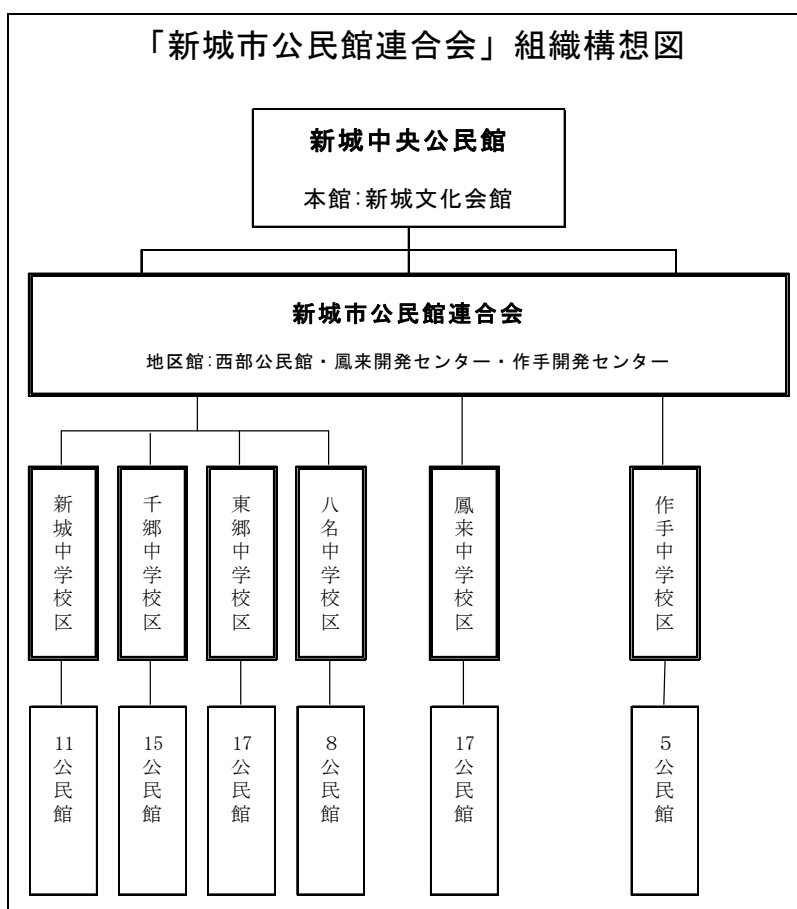 「新城市公民館連合会」組織構想図
新城中央公民館
本館:新城文化会館
新城市公民館連合会
地区館:西部公民館・鳳来開発センター・作手開発センター
新城中学校区
千郷中学校区
東郷中学校区
八名中学校区
鳳来中学校区
作手中学校区
11公民館
15公民館
17公民館
8公民館
17公民館
5公民館